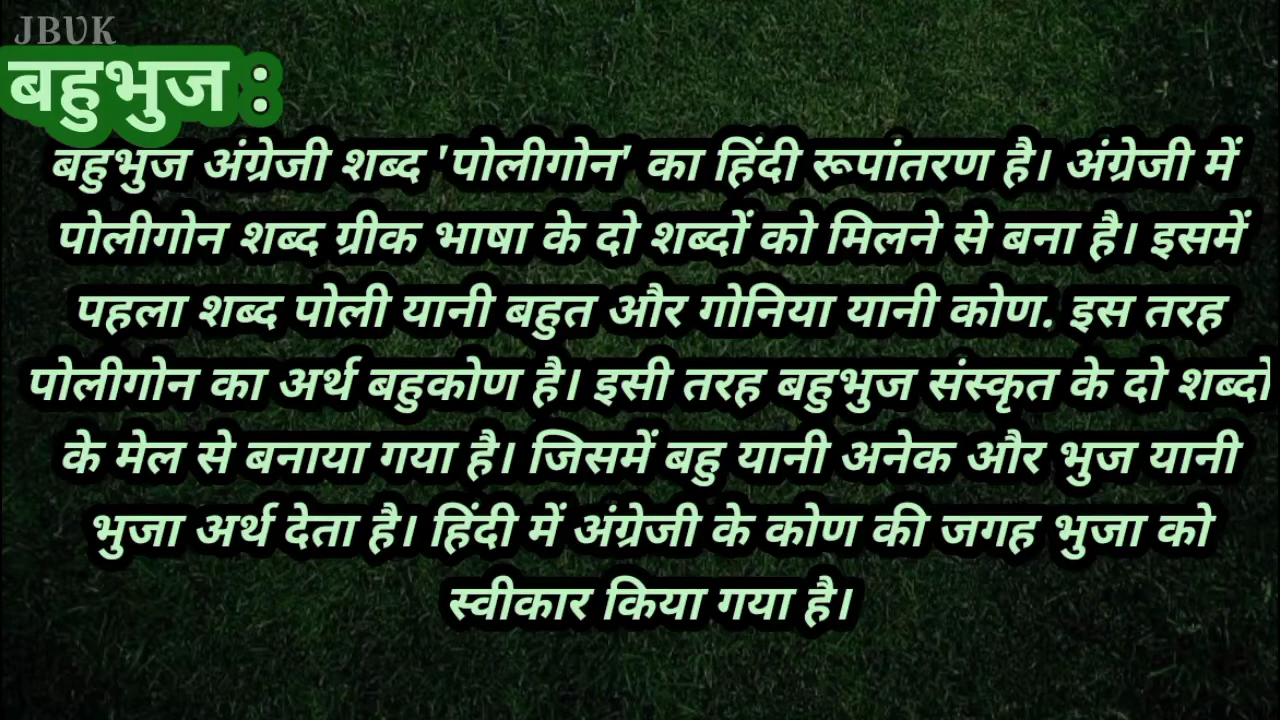 JBUK
बहुभुज :
बहुभुज अंग्रेजी शब्द 'पोलीगोन' का हिंदी रूपांतरण है। अंग्रेजी में
पोलीगोन शब्द ग्रीक भाषा के दो शब्दों को मिलने से बना है। इसमें
पहला शब्द पोली यानी बहुत और गोनिया यानी कोण. इस तरह
पोलीगोन का अर्थ बहुकोण है। इसी तरह बहुभुज संस्कृत के दो शब्दों
के मेल से बनाया गया है। जिसमें बहु यानी अनेक और भुज यानी
भुजा अर्थ देता है। हिंदी में अंग्रेजी के कोण की जगह भुजा को
स्वीकार किया गया है।